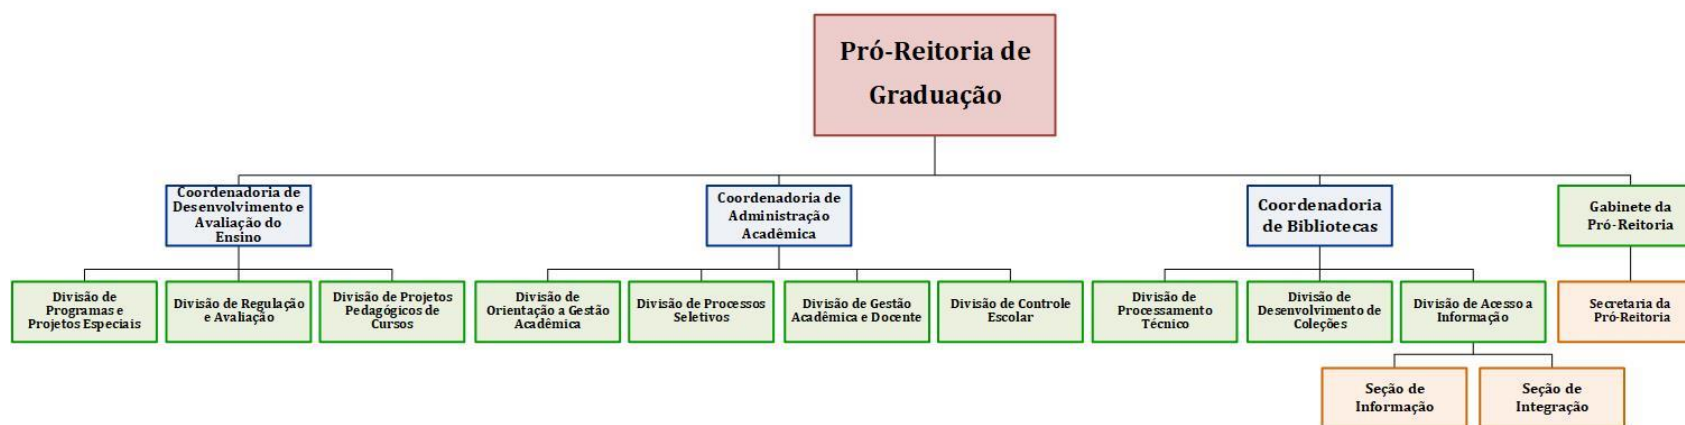 Pró-Reitoria de
Graduação
Coordenadoria de
Desenvolvimento e
Avaliação do
Ensino
Coordenadoria de
Administração
Acadêmica
Coordenadoria
de Bibliotecas
Gabinete da
Pró-Reitoria
Divisão de
Programas e
Projetos Especiais
Divisão de Regulação
e Avaliação
Divisão de Projetos
Pedagógicos de
Cursos
Divisão de
Orientação a Gestão
Acadêmica
Divisão de Processos
Seletivos
Divisão de Gestão
Acadêmica e Docente
Divisão de Controle
Escolar
Divisão de
Processamento
Técnico
Divisão de
Desenvolvimento de
Coleções
Divisão de Acesso a
Informação
Secretaria da
Pró-Reitoria
Seção de
Informação
Seção de
Integração